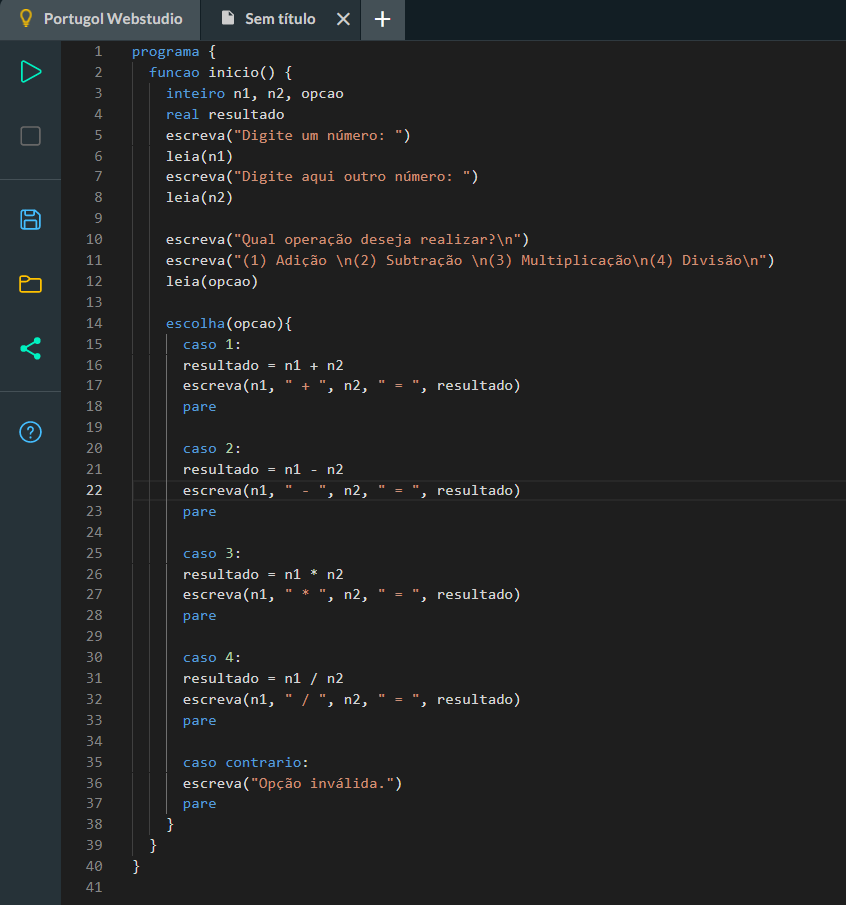 Portugol Webstudio Sem título
1 programa {
2 funcao inicio() {
3 inteiro n1, n2, opcao
4 real resultado
5 escreva("Digite um número: ")
6 leia(n1)
7 escreva("Digite aqui outro número: ")
8 leia(n2)
9
10 escreva("Qual operação deseja realizar?\n")
11 escreva("(1) Adição \n(2) Subtração \n(3) Multiplicação\n(4) Divisão\n")
12 leia(opcao)
13
14 escolha(opcao){
15 caso 1:
16 resultado = n1 + n2
17 escreva(n1, " + ", n2, " = ", resultado)
18 pare
19
20 caso 2:
21 resultado = n1 - n2
22 escreva(n1, " - ", n2, " = ", resultado)
23 pare
24
25 caso 3:
26 resultado = n1 * n2
27 escreva(n1, " * ", n2, " = ", resultado)
28 pare
29
30 caso 4:
31 resultado = n1 / n2
32 escreva(n1, " / ", n2, " = ", resultado)
33 pare
34
35 caso contrario:
36 escreva("Opção inválida.")
37 pare
38 }
39 }
40 }
41